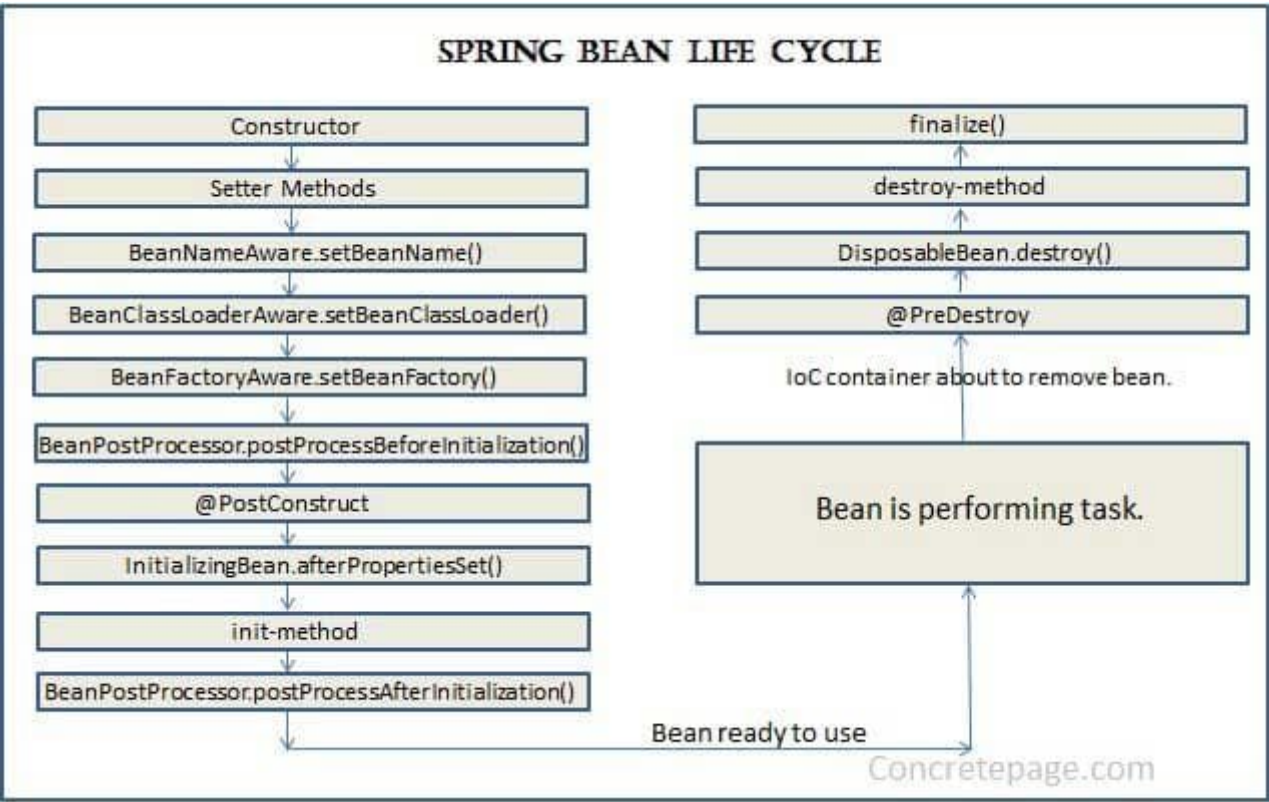 SPRING BEAN LIFE CYCLE
Constructor
Setter Methods
BeanNameAware.setBeanName()
BeanClassLoaderAware.setBeanClassLoader()
BeanFactoryAware.setBeanFactory()
BeanPostProcessor.postProcessBeforeInitialization()
@PostConstruct
InitializingBean.afterPropertiesSet()
init-method
BeanPostProcessor.postProcessAfterInitialization()
Bean ready to use
Bean is performing task.
IoC container about to remove bean.
@PreDestroy
DisposableBean.destroy()
destroy-method
finalize()
Concretepage.com